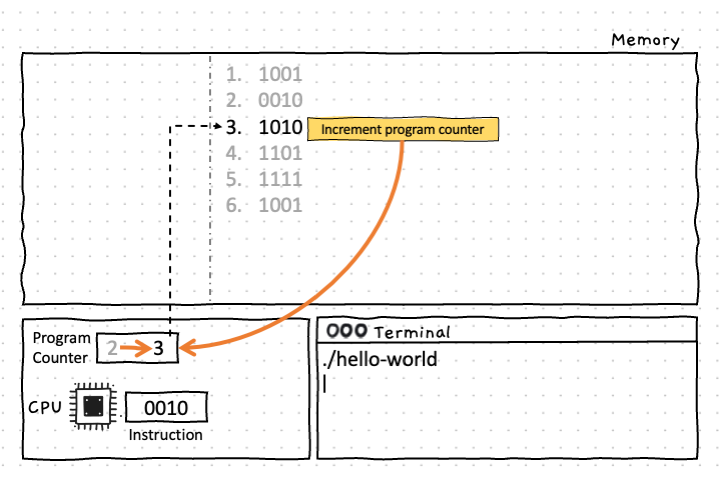 Memory
1. 1001
2. 0010
3. 1010 Increment program counter
4. 1101
5. 1111
6. 1001
Program
Counter
2 3
CPU
0010
Instruction
Terminal
./hello-world